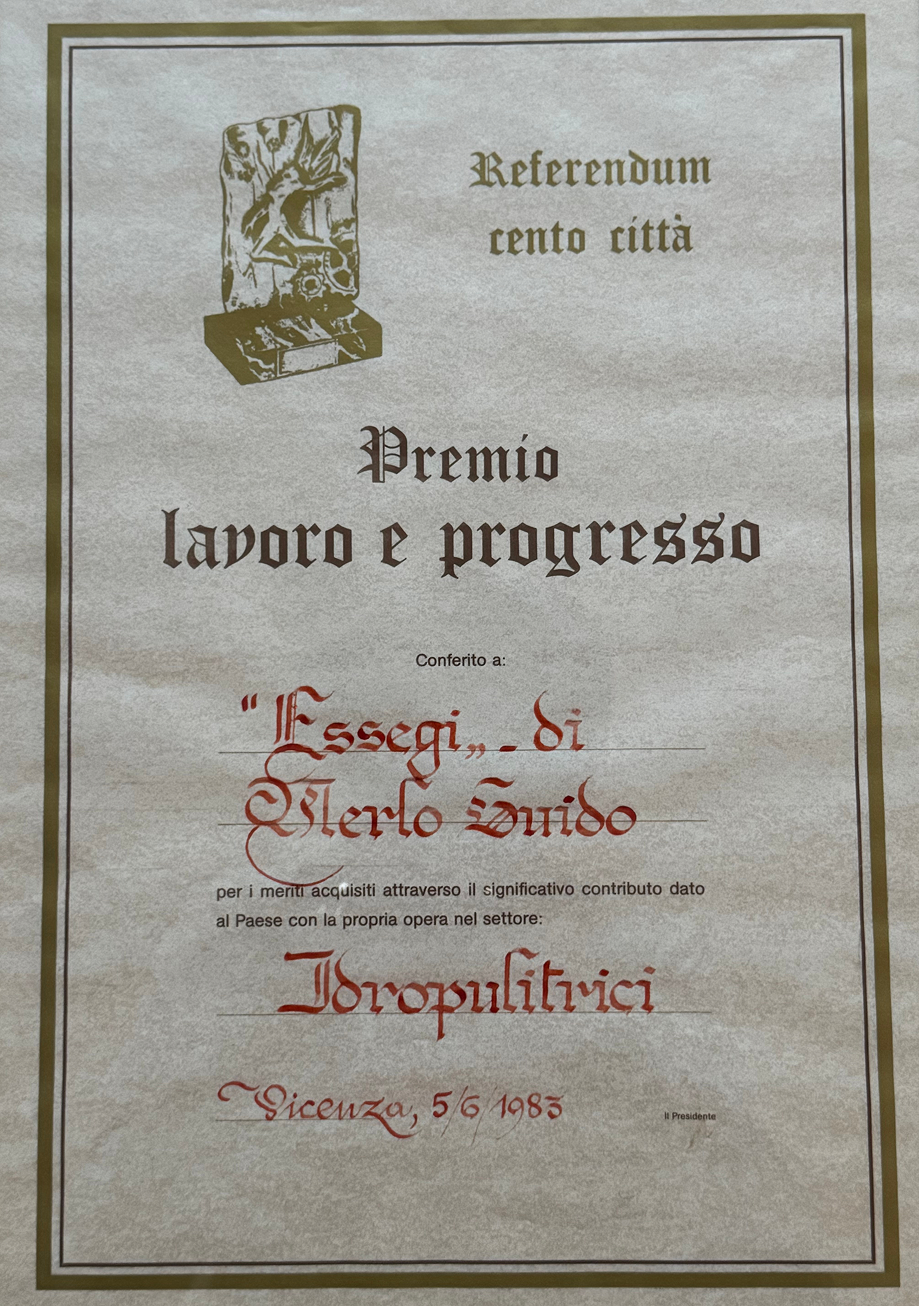 Referendum
cento città
Premio
lavoro e progresso
Conferito a:
"Essegi„ - di
Merlo Guido
per i meriti acquisiti attraverso il significativo contributo dato
al Paese con la propria opera nel settore:
Idropulitrici
Vicenza, 5/6/1983
Il Presidente